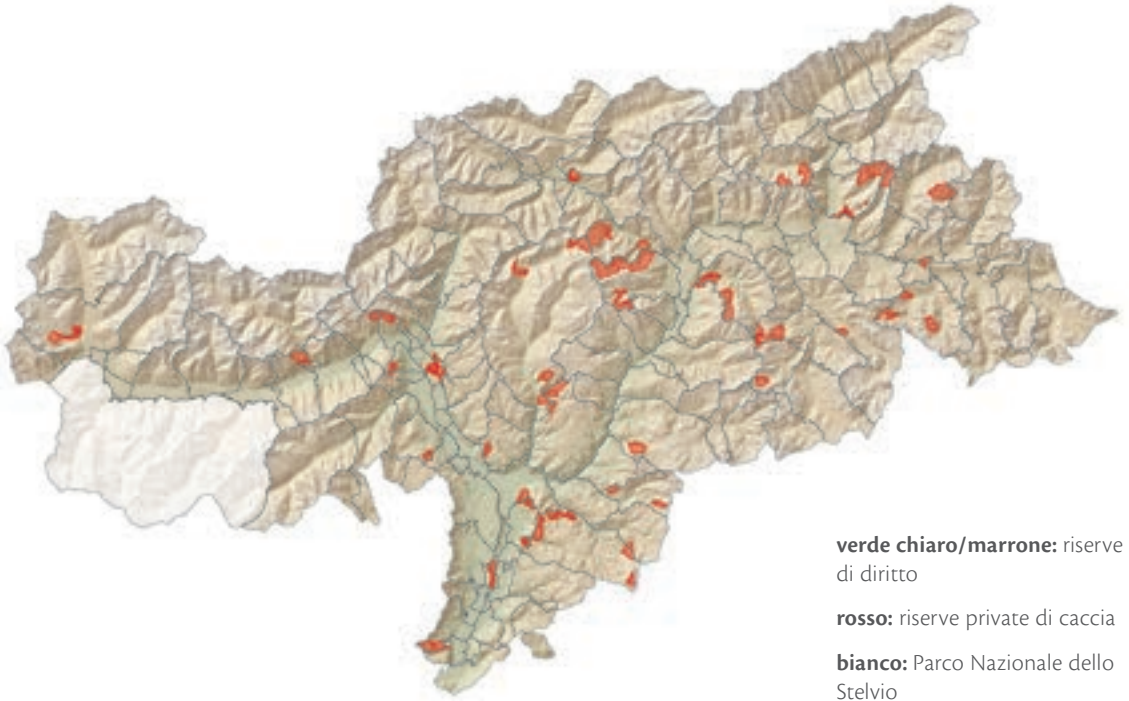 verde chiaro/marrone: riserve
di diritto
rosso: riserve private di caccia
bianco: Parco Nazionale dello
Stelvio